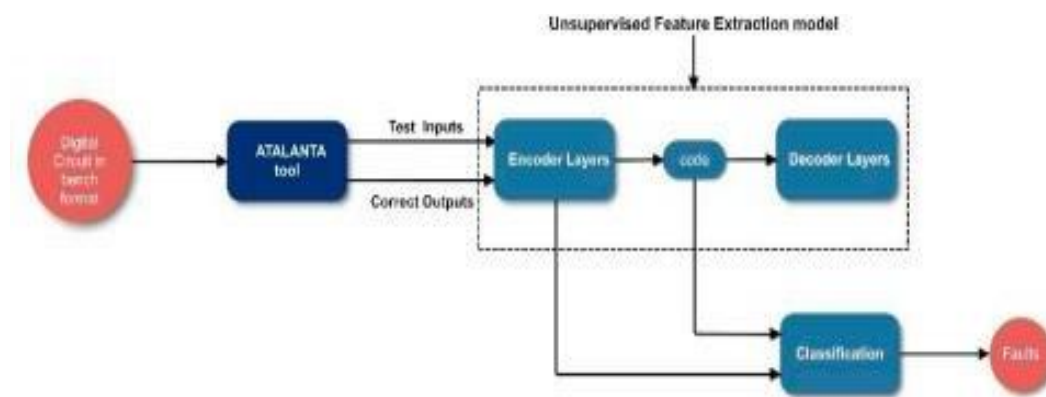 Unsupervised Feature Extraction model
Digital
Circuit in
bench
format
ATALANTA
tool
Test Inputs
Correct Outputs
Encoder Layers
code
Decoder Layers
Classification
Faults